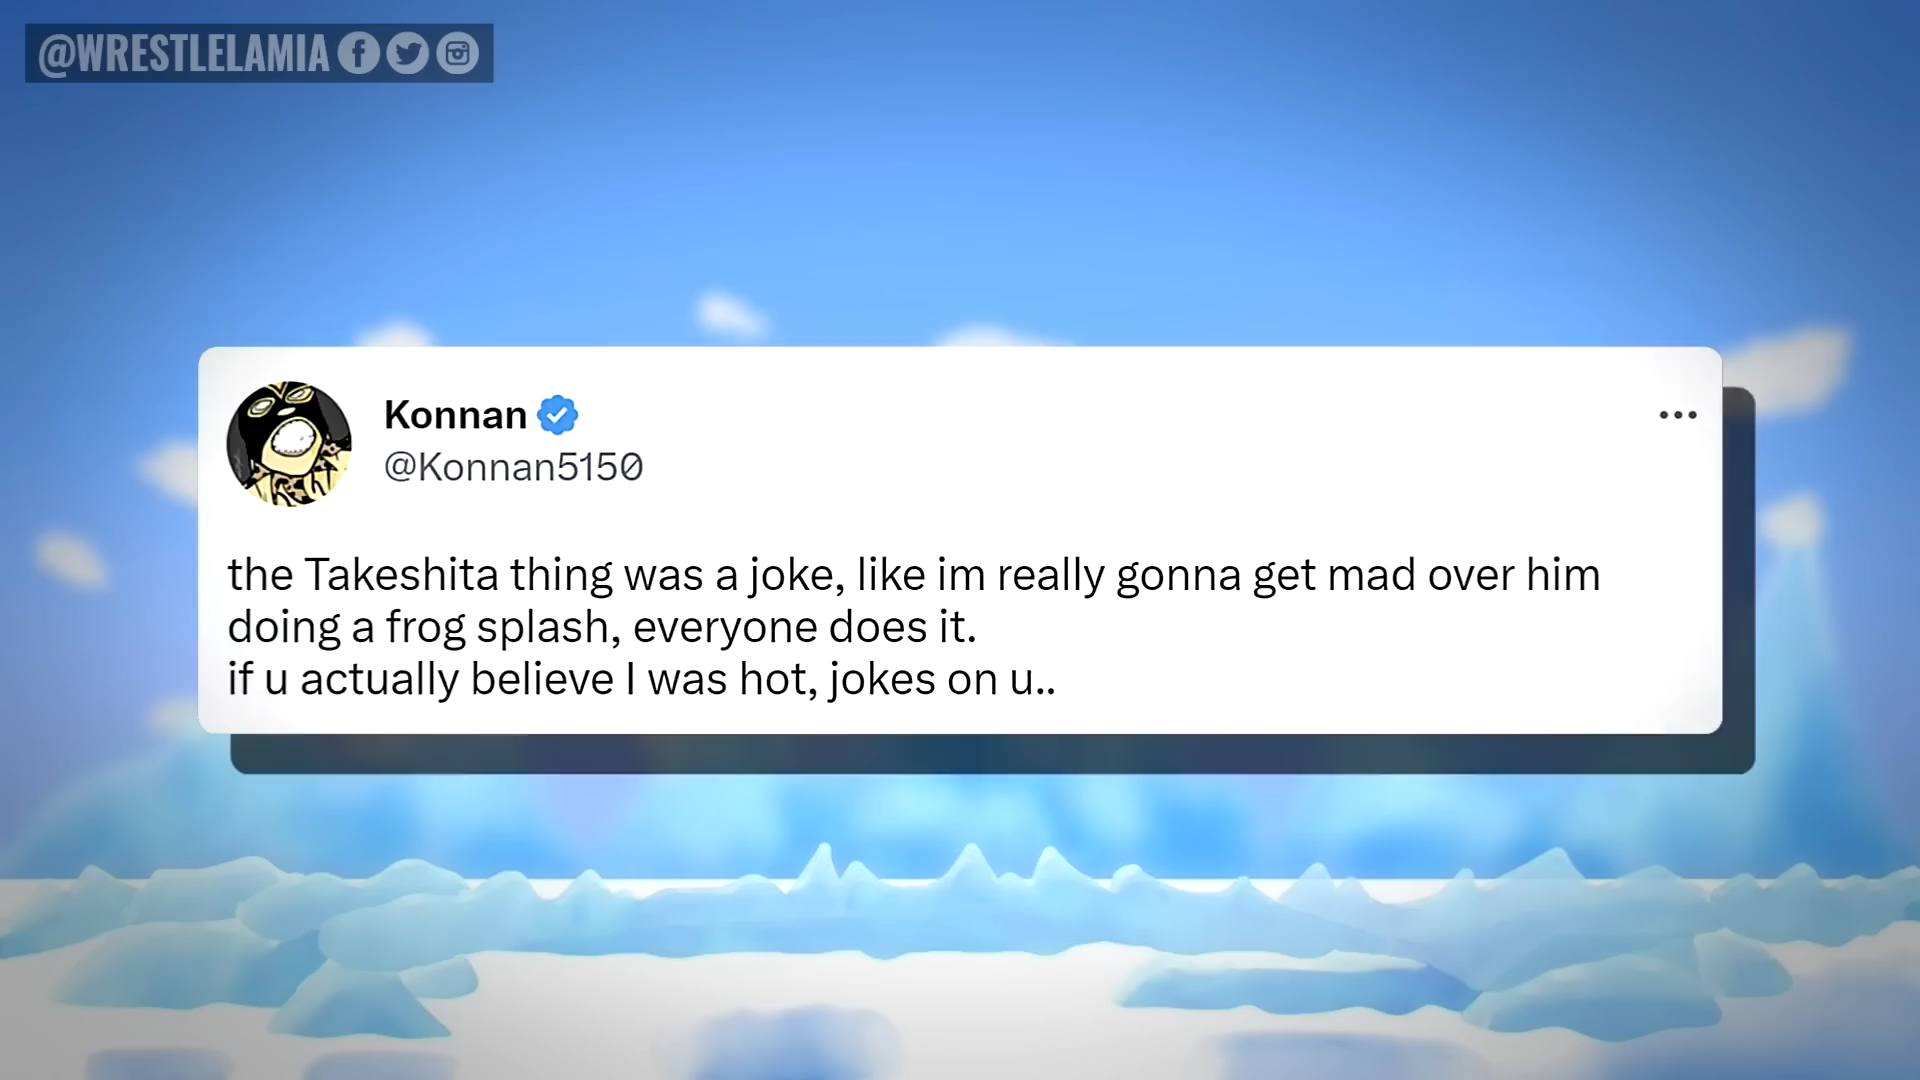 @WRESTLELAMIA
Konnan
@Konnan5150
the Takeshita thing was a joke, like im really gonna get mad over him
doing a frog splash, everyone does it.
if u actually believe I was hot, jokes on u..